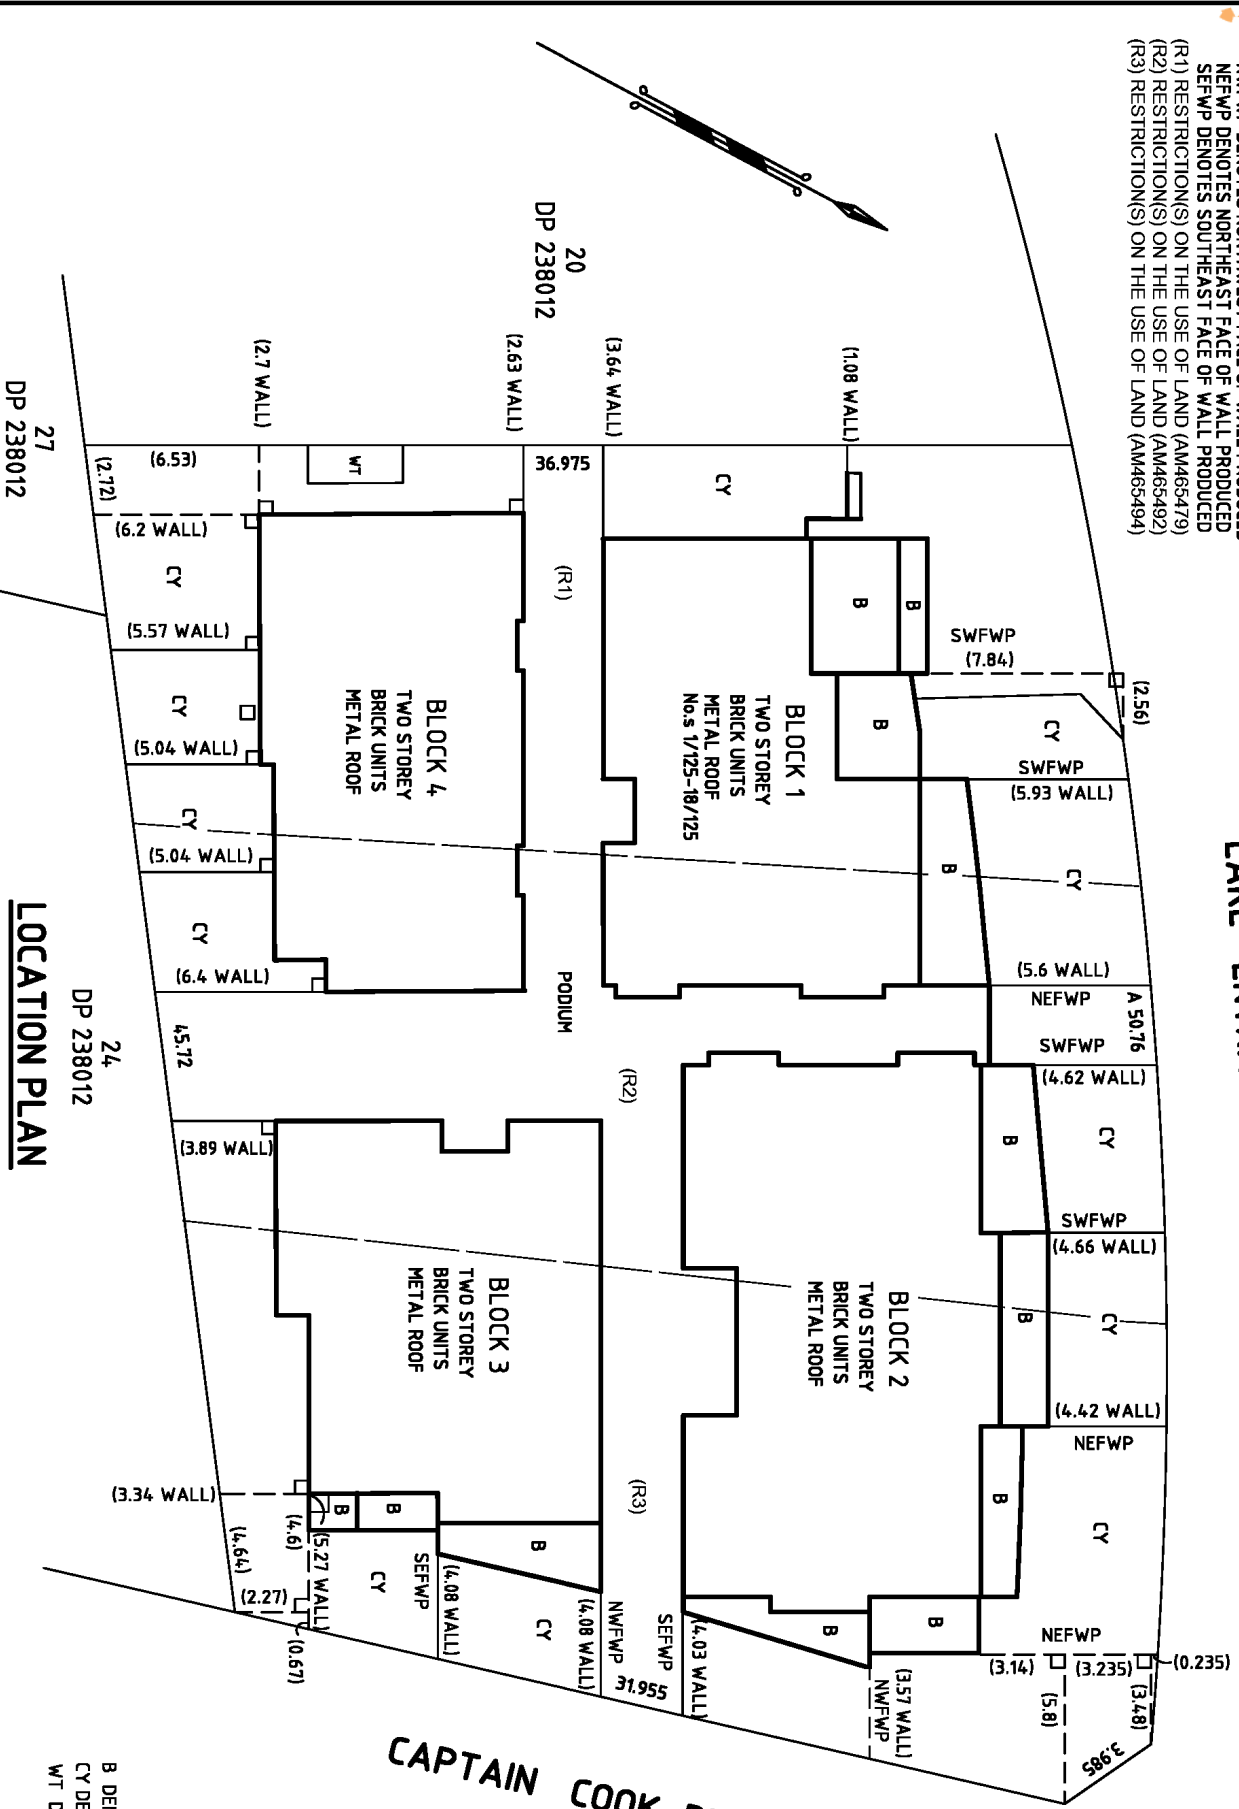 NEFWP DENOTES NORTHEAST FACE OF WALL PRODUCED
SEFWP DENOTES SOUTHEAST FACE OF WALL PRODUCED
(R1) RESTRICTION(S) ON THE USE OF LAND (AM465479)
(R2) RESTRICTION(S) ON THE USE OF LAND (AM465492)
(R3) RESTRICTION(S) ON THE USE OF LAND (AM465494)
20
DP 238012
(1.08 WALL)
(3.64 WALL)
(2.63 WALL)
(2.7 WALL)
27
DP 238012
(6.53)
(2.72)
WT
36.975
CY
(R1)
B
B
B
SWFWP
(7.84)
(2.56)
CY
SWFWP
(5.93 WALL)
CY
B
(5.6 WALL)
NEFWP
A 50.76
SWFWP
(4.62 WALL)
BLOCK 1
TWO STOREY
BRICK UNITS
METAL ROOF
No.s 1/125-18/125
BLOCK 4
TWO STOREY
BRICK UNITS
METAL ROOF
(6.2 WALL)
CY
(5.57 WALL)
CY
(5.04 WALL)
CY
(5.04 WALL)
CY
(6.4 WALL)
45.72
PODIUM
(R2)
24
DP 238012
LOCATION PLAN
(3.89 WALL)
B
CY
SWFWP
(4.66 WALL)
CY
B
(4.42 WALL)
NEFWP
CY
B
BLOCK 2
TWO STOREY
BRICK UNITS
METAL ROOF
BLOCK 3
TWO STOREY
BRICK UNITS
METAL ROOF
(R3)
(3.34 WALL)
(4.64)
(2.27)
(4.6)
(5.27 WALL)
(0.67)
B
B
CY
SEFWP
(4.08 WALL)
B
CY
(4.08 WALL)
NWFWP
31.955
SEFWP
(4.03 WALL)
B
B
(3.57 WALL)
NWFWP
NEFWP
(3.14)
(3.235)
(0.235)
(5.8)
(3.48)
3.985
CAPTAIN COOK